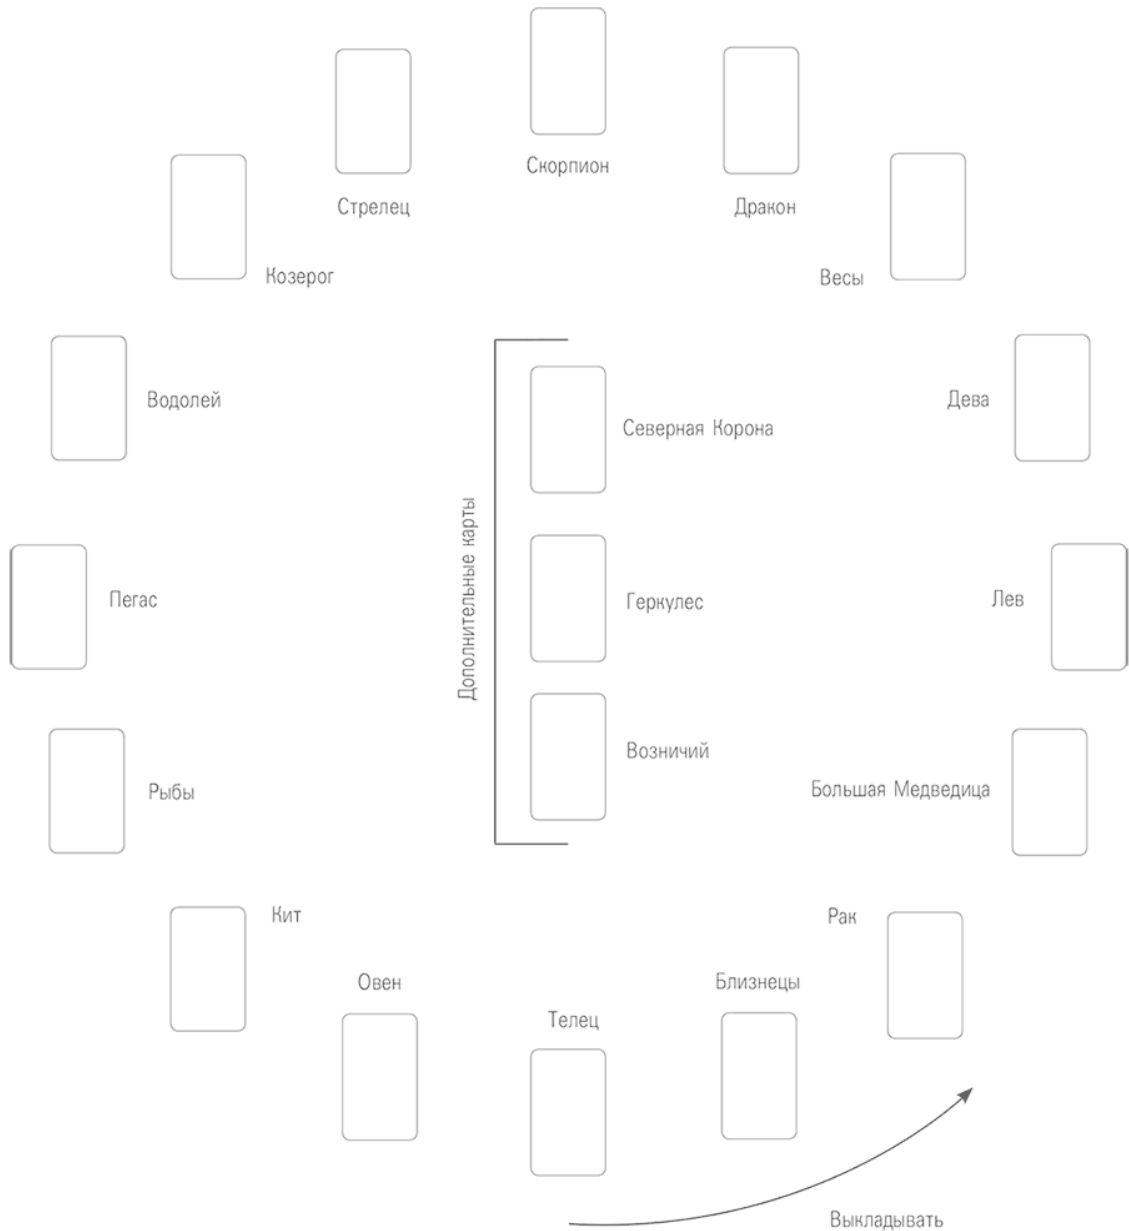 Скорпион
Стрелец
Дракон
Козерог
Весы
Водолей
Дева
Северная Корона
Дополнительные карты
Пегас
Геркулес
Лев
Возничий
Рыбы
Большая Медведица
Кит
Рак
Овен
Близнецы
Телец
Выкладывать